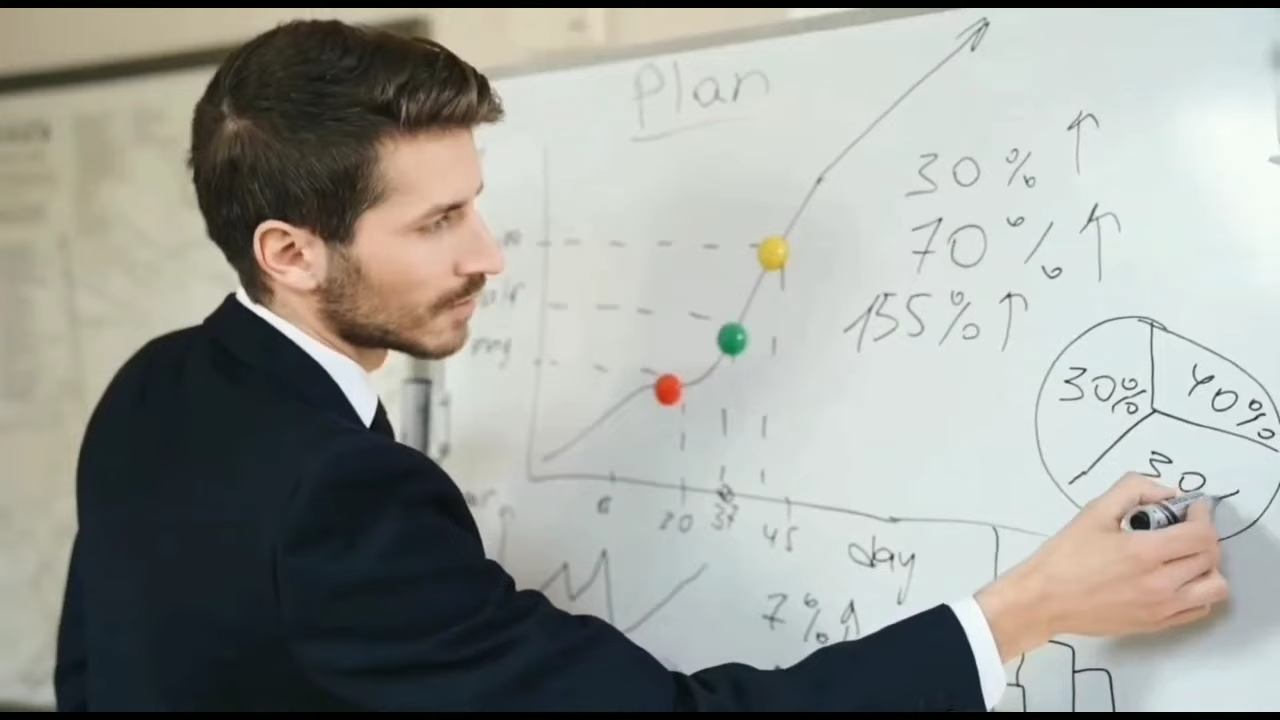 Plan
30% ↑
70% ↑
155% ↑
30% 40%
30
20 37 45
day
7% ↑